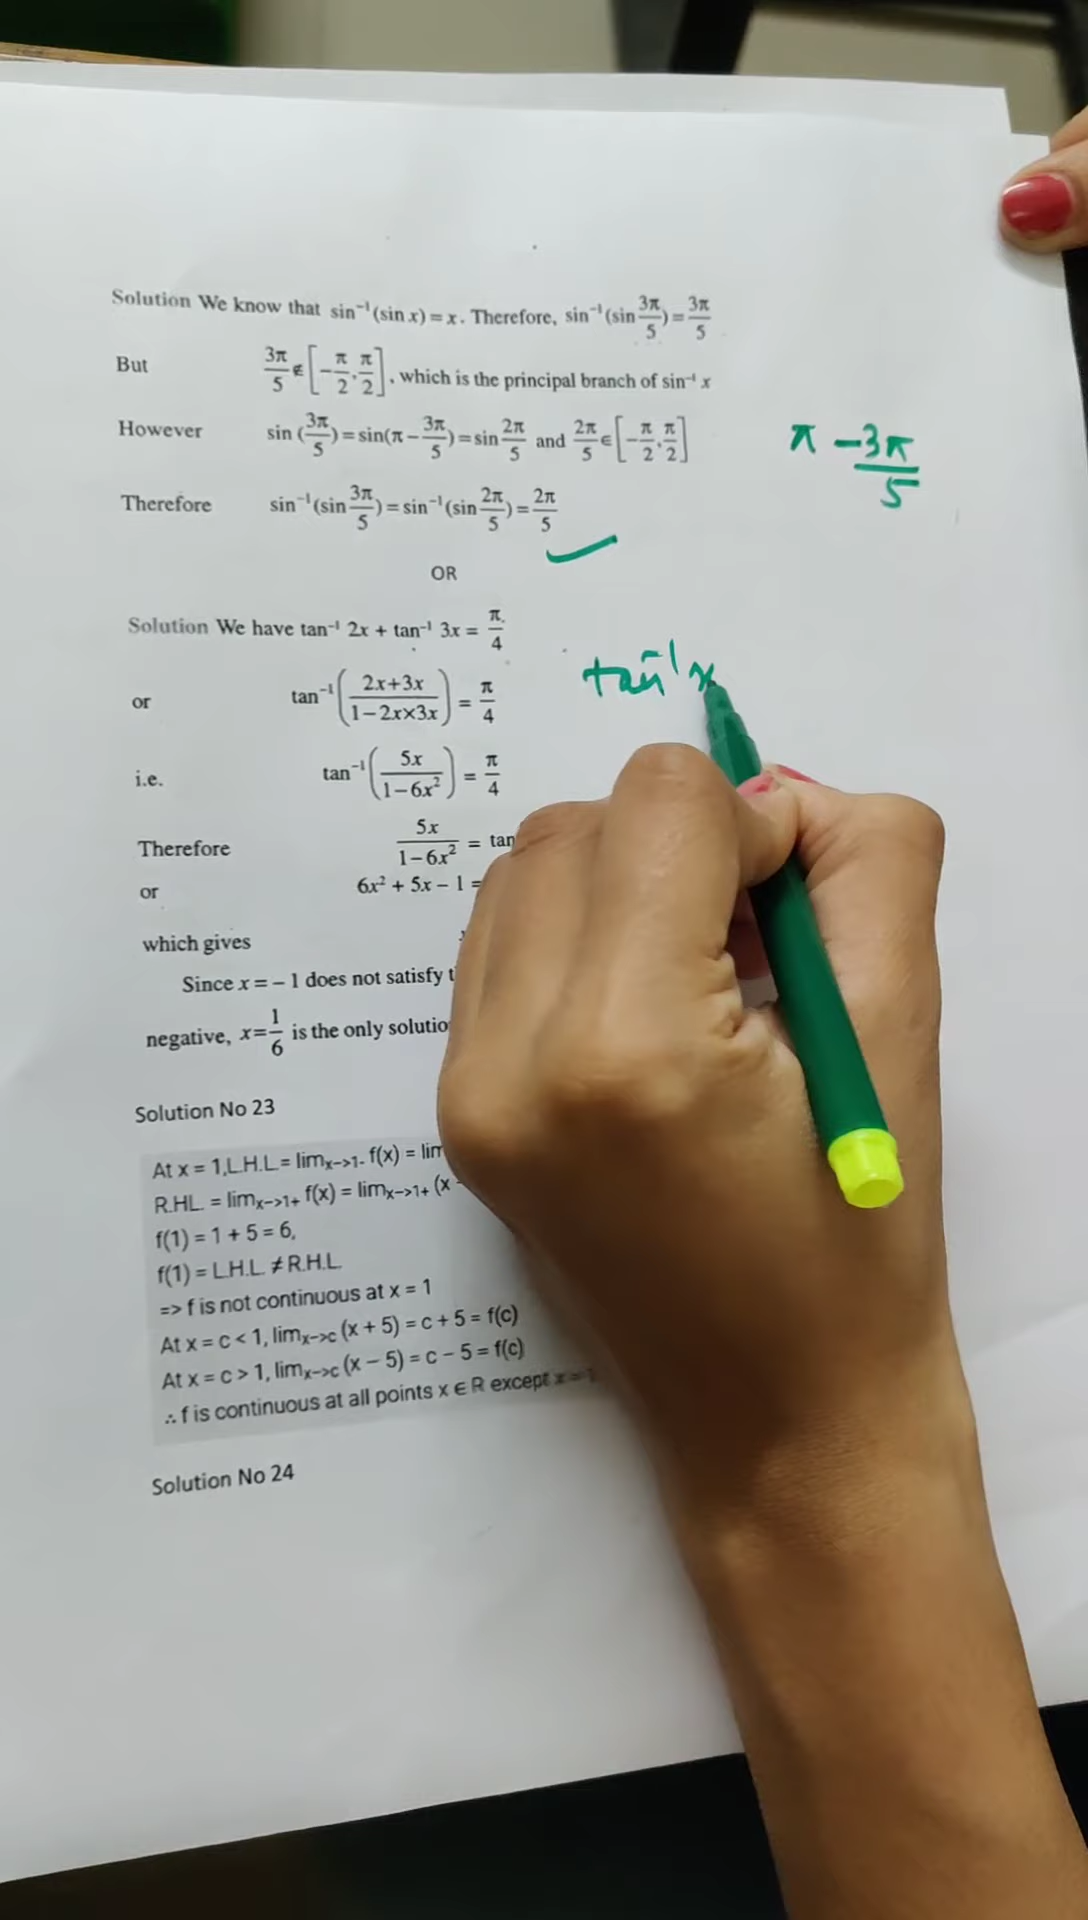 Solution We know that sin⁻¹(sin x) = x. Therefore, sin⁻¹(sin 3π/5) = 3π/5
But 3π/5 ∉ [−π/2, π/2], which is the principal branch of sin⁻¹ x
However sin (3π/5) = sin(π − 3π/5) = sin 2π/5 and 2π/5 ∈ [−π/2, π/2]
π − 3π/5
Therefore sin⁻¹(sin 3π/5) = sin⁻¹(sin 2π/5) = 2π/5
OR
Solution We have tan⁻¹ 2x + tan⁻¹ 3x = π/4
tan⁻¹ x
or tan⁻¹ (2x+3x / 1−2x×3x) = π/4
i.e. tan⁻¹ (5x / 1−6x²) = π/4
Therefore 5x / 1−6x² = tan
or 6x² + 5x − 1 =
which gives
Since x = − 1 does not satisfy
negative, x = 1/6 is the only
Solution No 23
At x = 1, L.H.L. = limx->1- f(x) =
R.HL. = limx->1+ f(x) = limx->1+ (x
f(1) = 1 + 5 = 6,
f(1) = L.H.L. ≠ R.H.L.
=> f is not continuous at x = 1
At x = c < 1, limx->c (x + 5) = c + 5 = f(c)
At x = c > 1, limx->c (x − 5) = c − 5 = f(c)
∴ f is continuous at all points x ∈ R except x = 1
Solution No 24